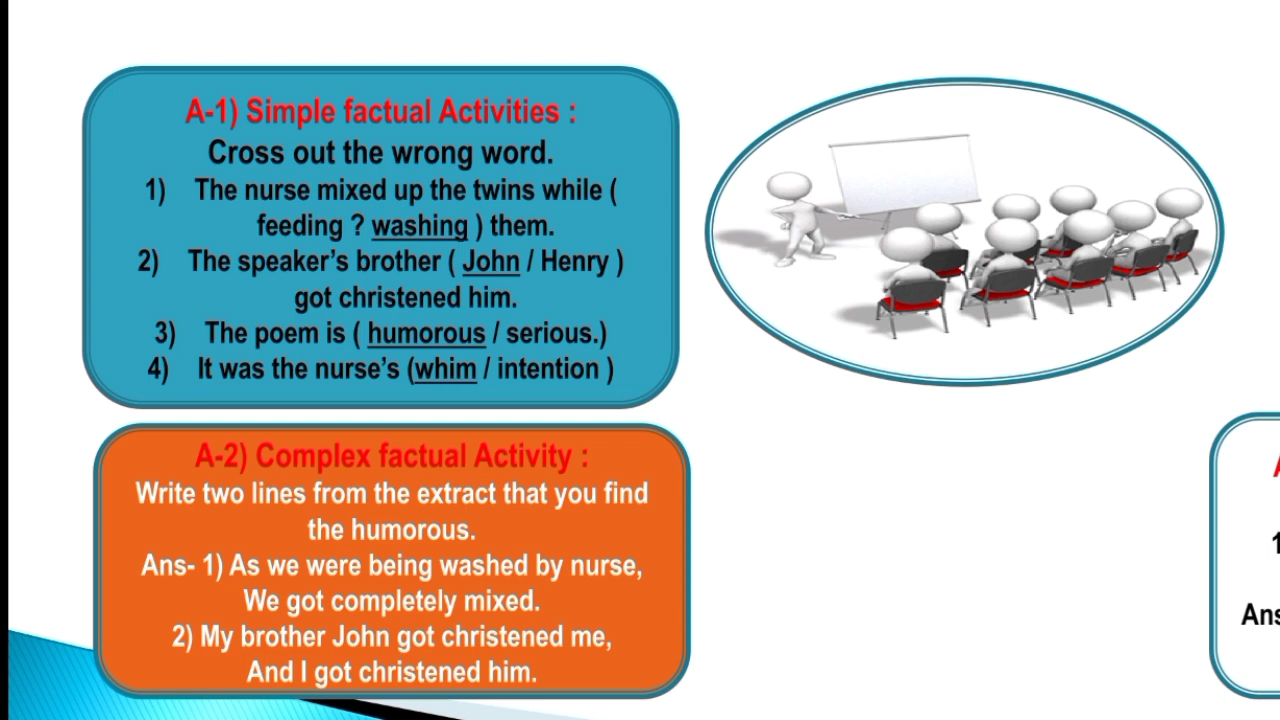 A-1) Simple factual Activities :
Cross out the wrong word.
1) The nurse mixed up the twins while (
feeding ? washing ) them.
2) The speaker’s brother ( John / Henry )
got christened him.
3) The poem is ( humorous / serious.)
4) It was the nurse’s (whim / intention )
A-2) Complex factual Activity :
Write two lines from the extract that you find
the humorous.
Ans- 1) As we were being washed by nurse,
We got completely mixed.
2) My brother John got christened me,
And I got christened him.
1
Ans